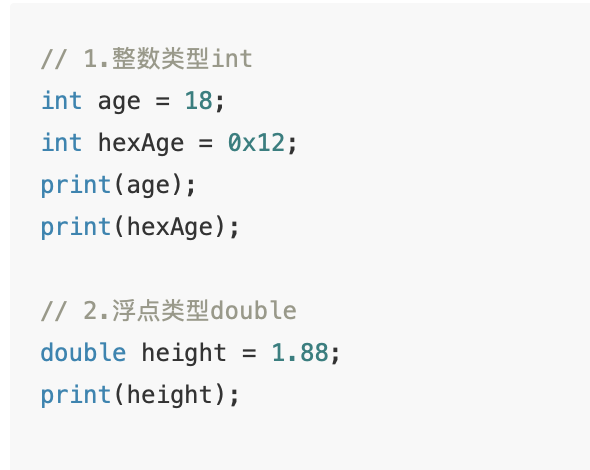 // 1.整数类型int
int age = 18;
int hexAge = 0x12;
print(age);
print(hexAge);
// 2.浮点类型double
double height = 1.88;
print(height);